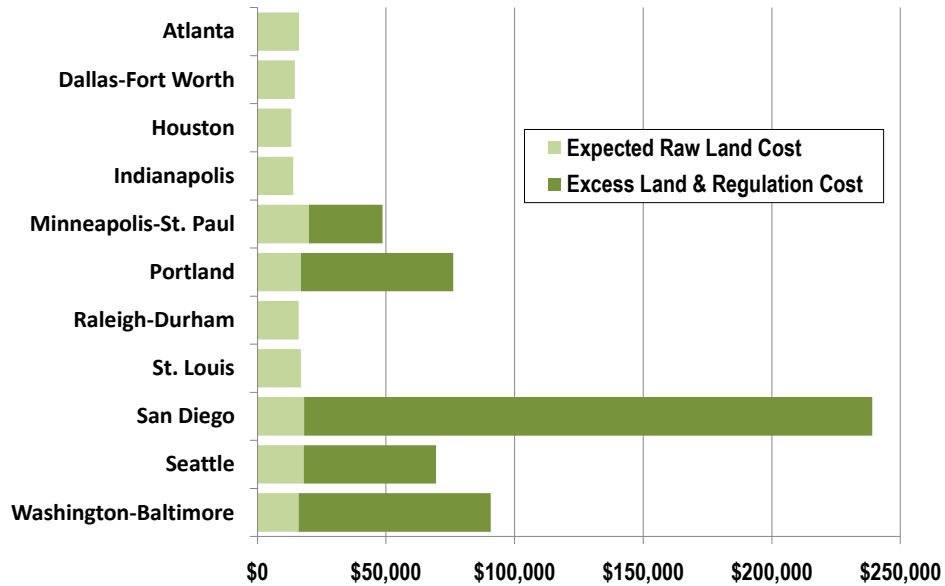 Atlanta
Dallas-Fort Worth
Houston
Indianapolis
Minneapolis-St. Paul
Portland
Raleigh-Durham
St. Louis
San Diego
Seattle
Washington-Baltimore
Expected Raw Land Cost
Excess Land & Regulation Cost
$0 $50,000 $100,000 $150,000 $200,000 $250,000